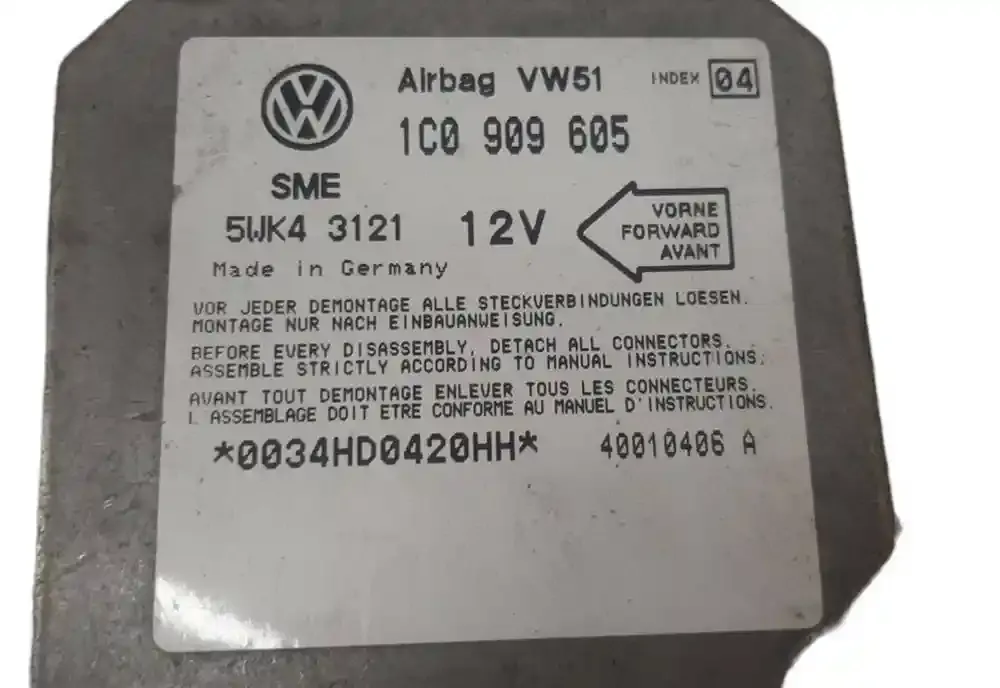 Airbag VW51 INDEX 04
1C0 909 605
SME
5WK4 3121 12V
VORNE
FORWARD
AVANT
Made in Germany
VOR JEDER DEMONTAGE ALLE STECKVERBINDUNGEN LOESEN.
MONTAGE NUR NACH EINBAUANWEISUNG.
BEFORE EVERY DISASSEMBLY, DETACH ALL CONNECTORS.
ASSEMBLE STRICTLY ACCORDING TO MANUAL INSTRUCTIONS.
AVANT TOUT DEMONTAGE ENLEVER TOUS LES CONNECTEURS.
L ASSEMBLAGE DOIT ETRE CONFORME AU MANUEL D'INSTRUCTIONS.
*0034HD0420HH* 40010406 A